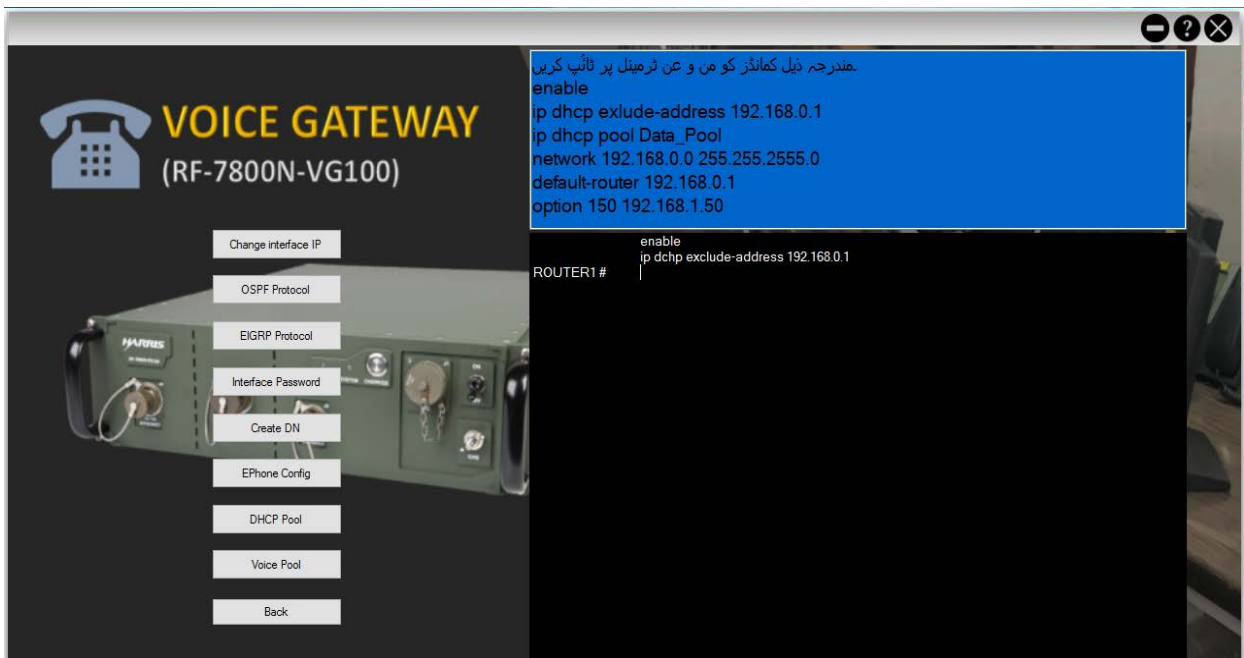 VOICE GATEWAY
(RF-7800N-VG100)
Change interface IP
OSPF Protocol
EIGRP Protocol
Interface Password
Create DN
EPhone Config
DHCP Pool
Voice Pool
Back
HARRIS
مندرجہ ذیل کمانڈز کو من و عن ٹرمینل پر ٹائپ کریں۔
enable
ip dhcp exlude-address 192.168.0.1
ip dhcp pool Data_Pool
network 192.168.0.0 255.255.2555.0
default-router 192.168.0.1
option 150 192.168.1.50
enable
ip dchp exclude-address 192.168.0.1
ROUTER1#